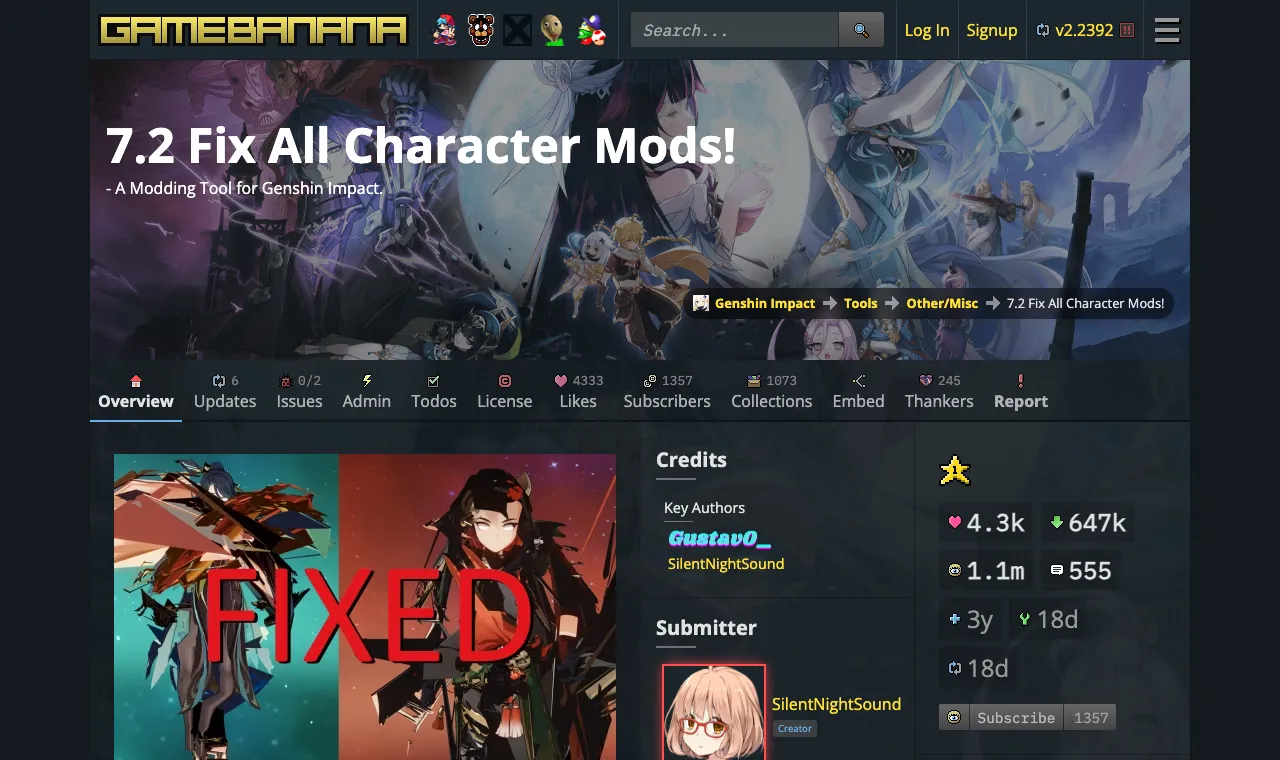 GAMEBANANA
Search...
Log In
Signup
v2.2392
7.2 Fix All Character Mods!
- A Modding Tool for Genshin Impact.
Genshin Impact
Tools
Other/Misc
7.2 Fix All Character Mods!
Overview
6
Updates
0/2
Issues
Admin
Todos
License
4333
Likes
1357
Subscribers
1073
Collections
Embed
245
Thankers
Report
FIXED
Credits
Key Authors
GustavO_
SilentNightSound
Submitter
SilentNightSound
Creator
1
4.3k
647k
1.1m
555
3y
18d
18d
Subscribe
1357